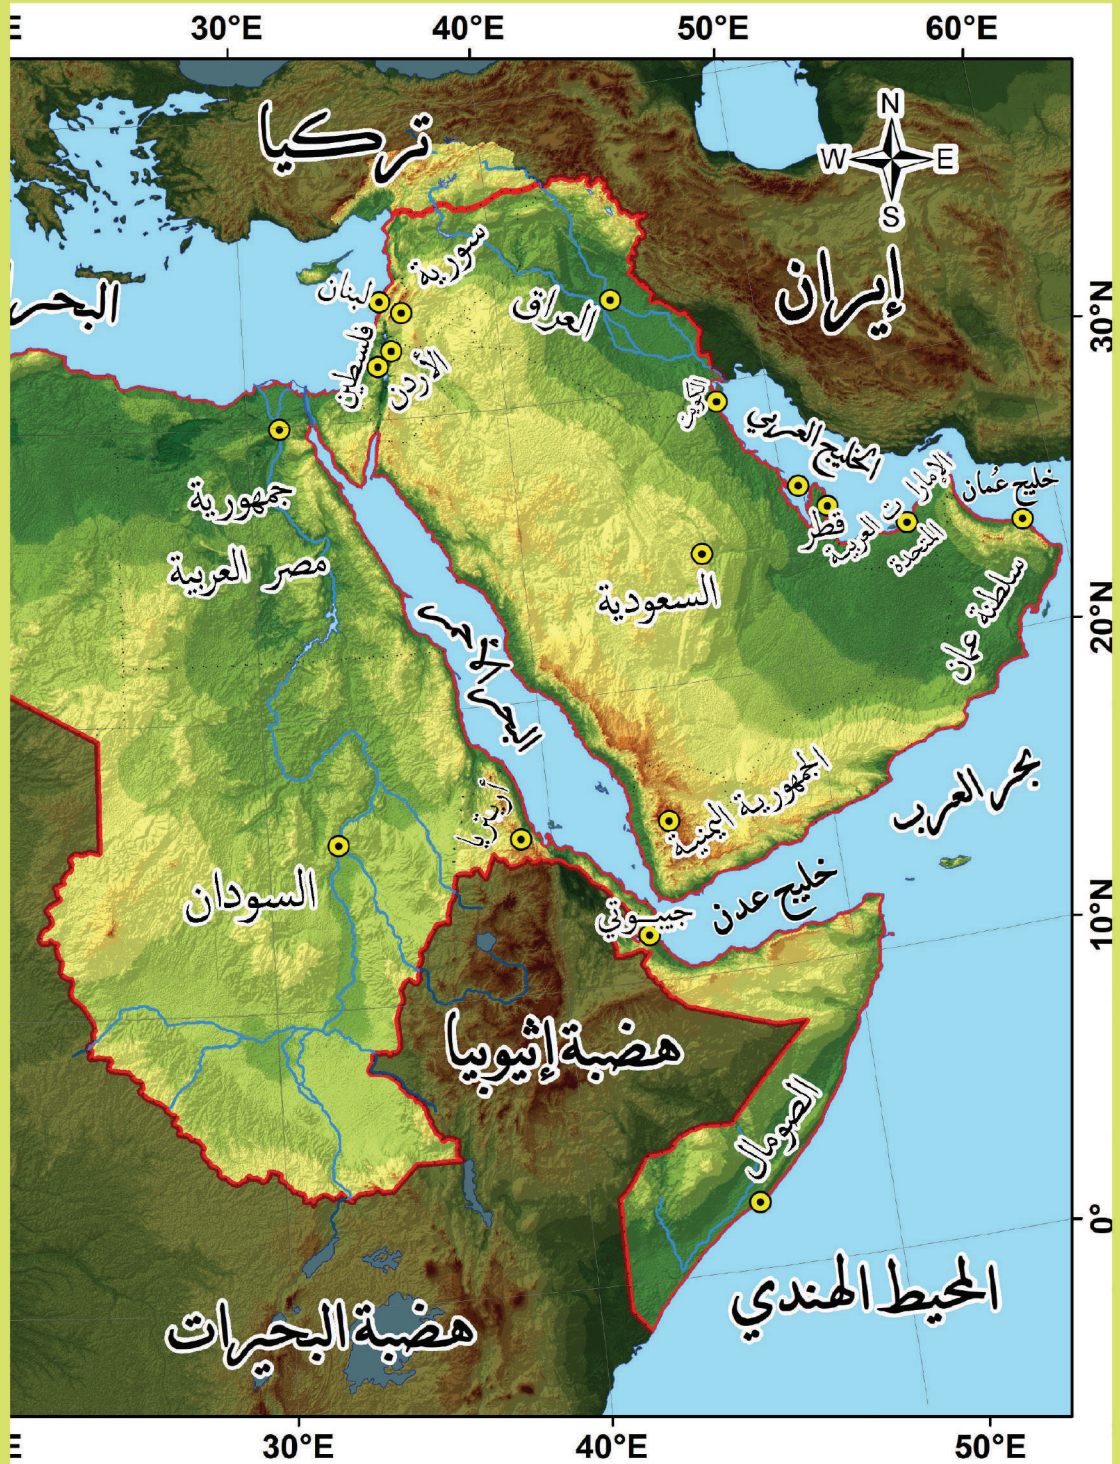 E 30°E 40°E 50°E 60°E
N
W E
S
تركيا
إيران
سورية
لبنان
العراق
البحر
فلسطين
الأردن
الكويت
الخليج العربي
خليج عُمان
الإمارات
العربية
المتحدة
قطر
جمهورية
مصر العربية
السعودية
سلطنة عمان
البحر الأحمر
الجمهورية اليمنية
بحر العرب
أريتريا
السودان
خليج عدن
جيبوتي
هضبة إثيوبيا
الصومال
المحيط الهندي
هضبة البحيرات
30°N
20°N
10°N
0°
E 30°E 40°E 50°E